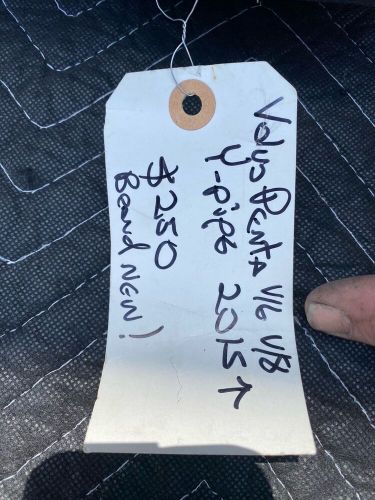 Volvo Penta V6 V8
Y-pipe 2015↑
$250
Brand NEW!